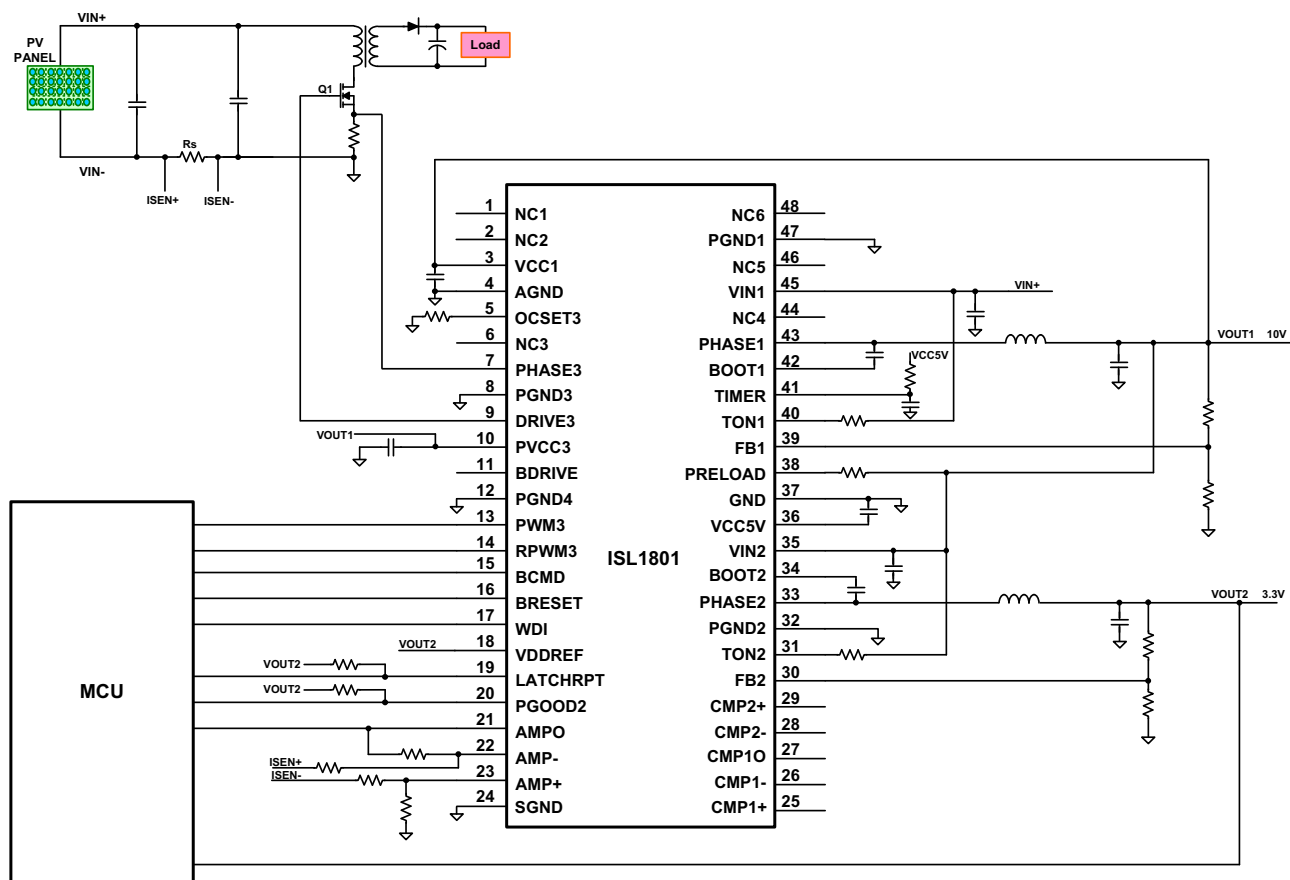 VIN+
PV
PANEL
Load
Q1
Rs
VIN-
ISEN+
ISEN-
1
NC1
2
NC2
3
VCC1
4
AGND
5
OCSET3
6
NC3
7
PHASE3
8
PGND3
9
DRIVE3
VOUT1
10
PVCC3
11
BDRIVE
12
PGND4
13
PWM3
14
RPWM3
15
BCMD
16
BRESET
17
WDI
VOUT2
18
VDDREF
VOUT2
19
LATCHRPT
VOUT2
20
PGOOD2
21
AMPO
22
AMP-
ISEN+
ISEN-
23
AMP+
24
SGND
MCU
ISL1801
NC6
48
PGND1
47
NC5
46
VIN1
45
VIN+
NC4
44
PHASE1
43
VOUT1 10V
BOOT1
42
VCC5V
TIMER
41
TON1
40
FB1
39
PRELOAD
38
GND
37
VCC5V
36
VIN2
35
BOOT2
34
PHASE2
33
VOUT2 3.3V
PGND2
32
TON2
31
FB2
30
CMP2+
29
CMP2-
28
CMP1O
27
CMP1-
26
CMP1+
25